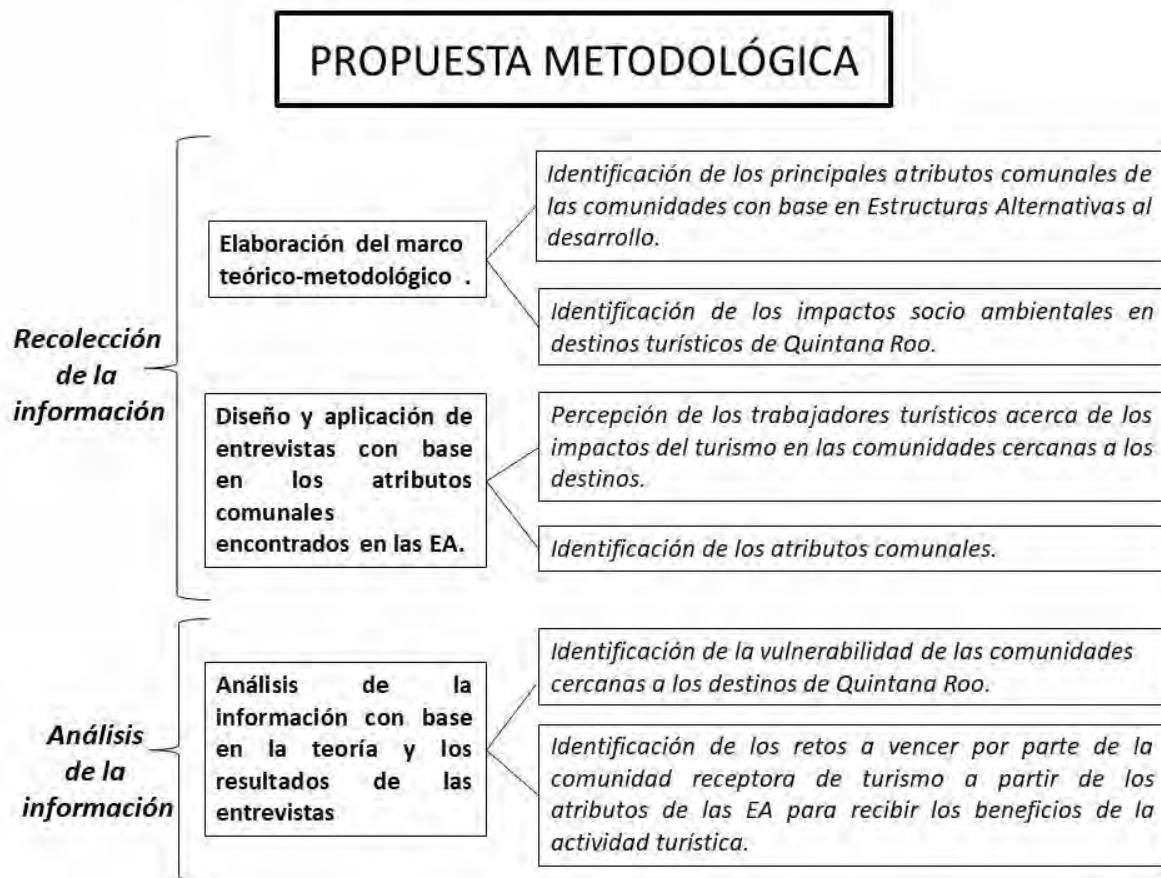 PROPUESTA METODOLÓGICA
Recolección
de la
información
Elaboración del marco
teórico-metodológico .
Identificación de los principales atributos comunales de
las comunidades con base en Estructuras Alternativas al
desarrollo.
Identificación de los impactos socio ambientales en
destinos turísticos de Quintana Roo.
Diseño y aplicación de
entrevistas con base
en los atributos
comunales
encontrados en las EA.
Percepción de los trabajadores turísticos acerca de los
impactos del turismo en las comunidades cercanas a los
destinos.
Identificación de los atributos comunales.
Análisis
de la
información
Análisis de la
información con base
en la teoría y los
resultados de las
entrevistas
Identificación de la vulnerabilidad de las comunidades
cercanas a los destinos de Quintana Roo.
Identificación de los retos a vencer por parte de la
comunidad receptora de turismo a partir de los
atributos de las EA para recibir los beneficios de la
actividad turística.